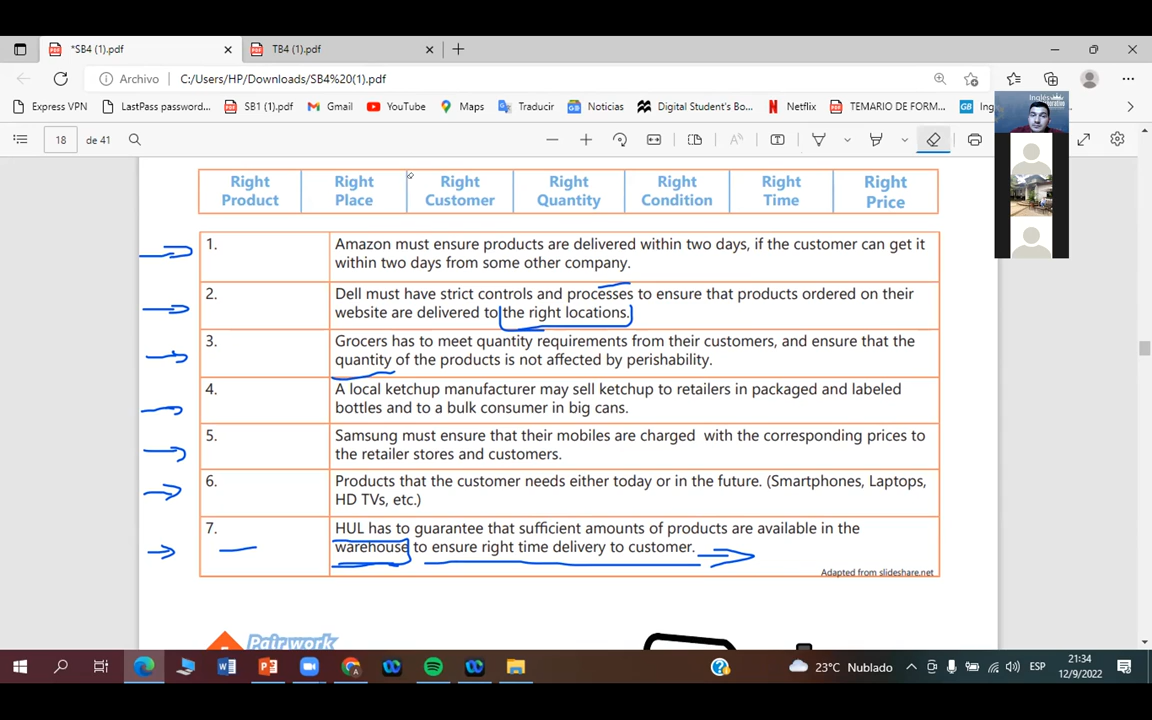 *SB4 (1).pdf
TB4 (1).pdf
Archivo C:/Users/HP/Downloads/SB4%20(1).pdf
Express VPN LastPass password... SB1 (1).pdf Gmail YouTube Maps Traducir Noticias Digital Student's Bo... Netflix TEMARIO DE FORM... Ing
18 de 41
Inglés
Right Product
Right Place
Right Customer
Right Quantity
Right Condition
Right Time
Right Price
1. Amazon must ensure products are delivered within two days, if the customer can get it
within two days from some other company.
2. Dell must have strict controls and processes to ensure that products ordered on their
website are delivered to the right locations.
3. Grocers has to meet quantity requirements from their customers, and ensure that the
quantity of the products is not affected by perishability.
4. A local ketchup manufacturer may sell ketchup to retailers in packaged and labeled
bottles and to a bulk consumer in big cans.
5. Samsung must ensure that their mobiles are charged with the corresponding prices to
the retailer stores and customers.
6. Products that the customer needs either today or in the future. (Smartphones, Laptops,
HD TVs, etc.)
7. HUL has to guarantee that sufficient amounts of products are available in the
warehouse to ensure right time delivery to customer.
Adapted from slideshare.net
Pair work
23°C Nublado
ESP
21:34
12/9/2022